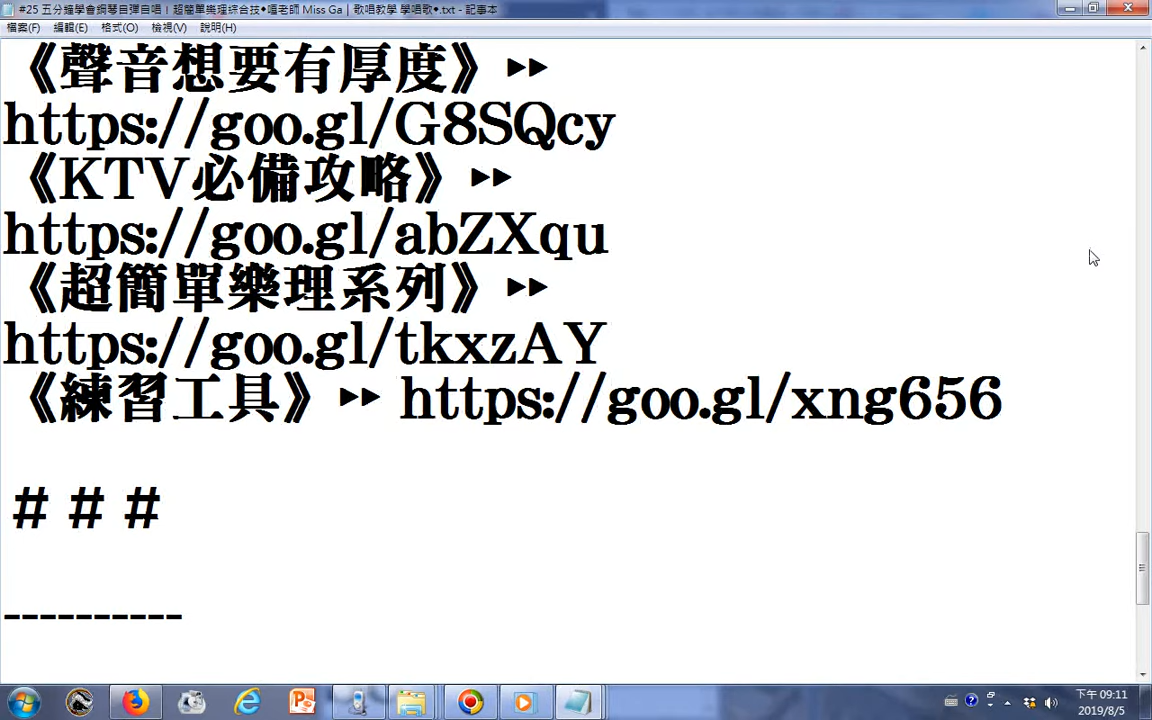 #25 五分鐘學會鋼琴自彈自唱！超簡單樂理綜合技♦嘎老師 Miss Ga | 歌唱教學 學唱歌♦.txt - 記事本
檔案(F) 編輯(E) 格式(O) 檢視(V) 說明(H)
《聲音想要有厚度》▸▸
https://goo.gl/G8SQcy
《KTV必備攻略》▸▸
https://goo.gl/abZXqu
《超簡單樂理系列》▸▸
https://goo.gl/tkxzAY
《練習工具》▸▸ https://goo.gl/xng656
＃＃＃
----------
下午 09:11
2019/8/5